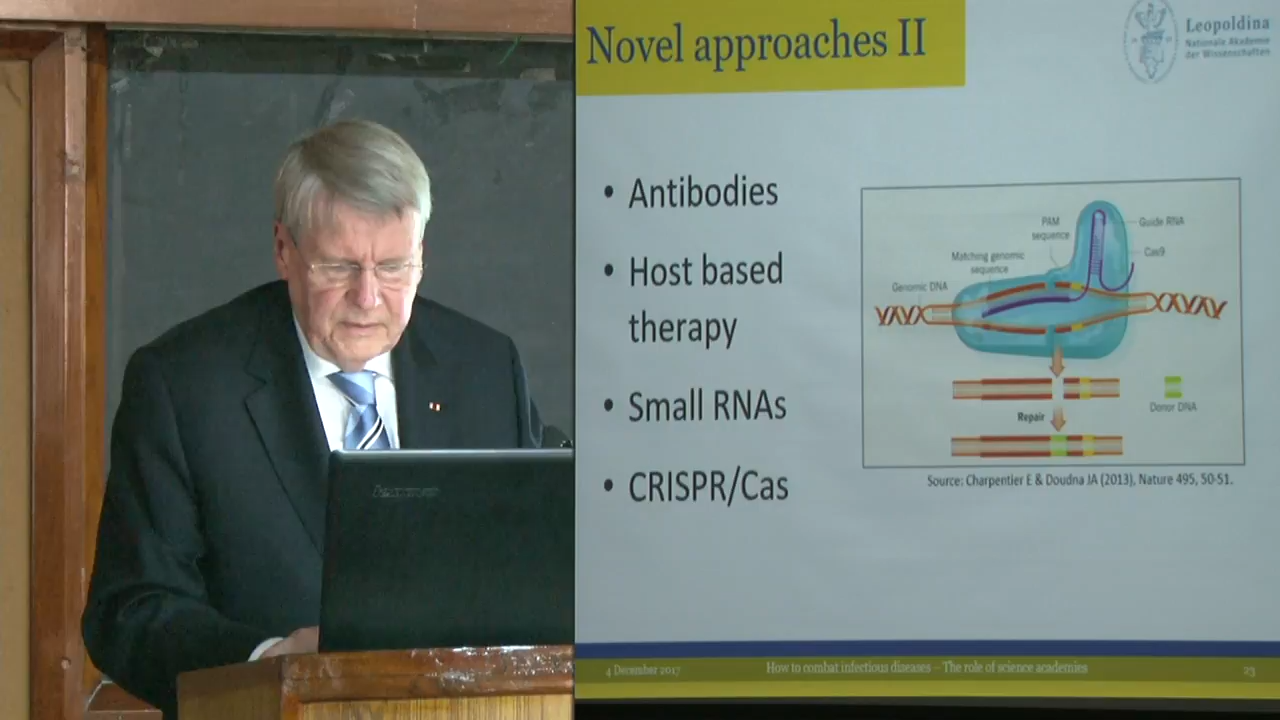 Novel approaches II
Leopoldina
Nationale Akademie
der Wissenschaften
• Antibodies
• Host based
therapy
• Small RNAs
• CRISPR/Cas
PAM
sequence
Guide RNA
Matching genomic
sequence
Cas9
Genomic DNA
Donor DNA
Repair
Source: Charpentier E & Doudna JA (2013), Nature 495, 50-51.
4 December 2017
How to combat infectious diseases – The role of science academies
23
lenovo